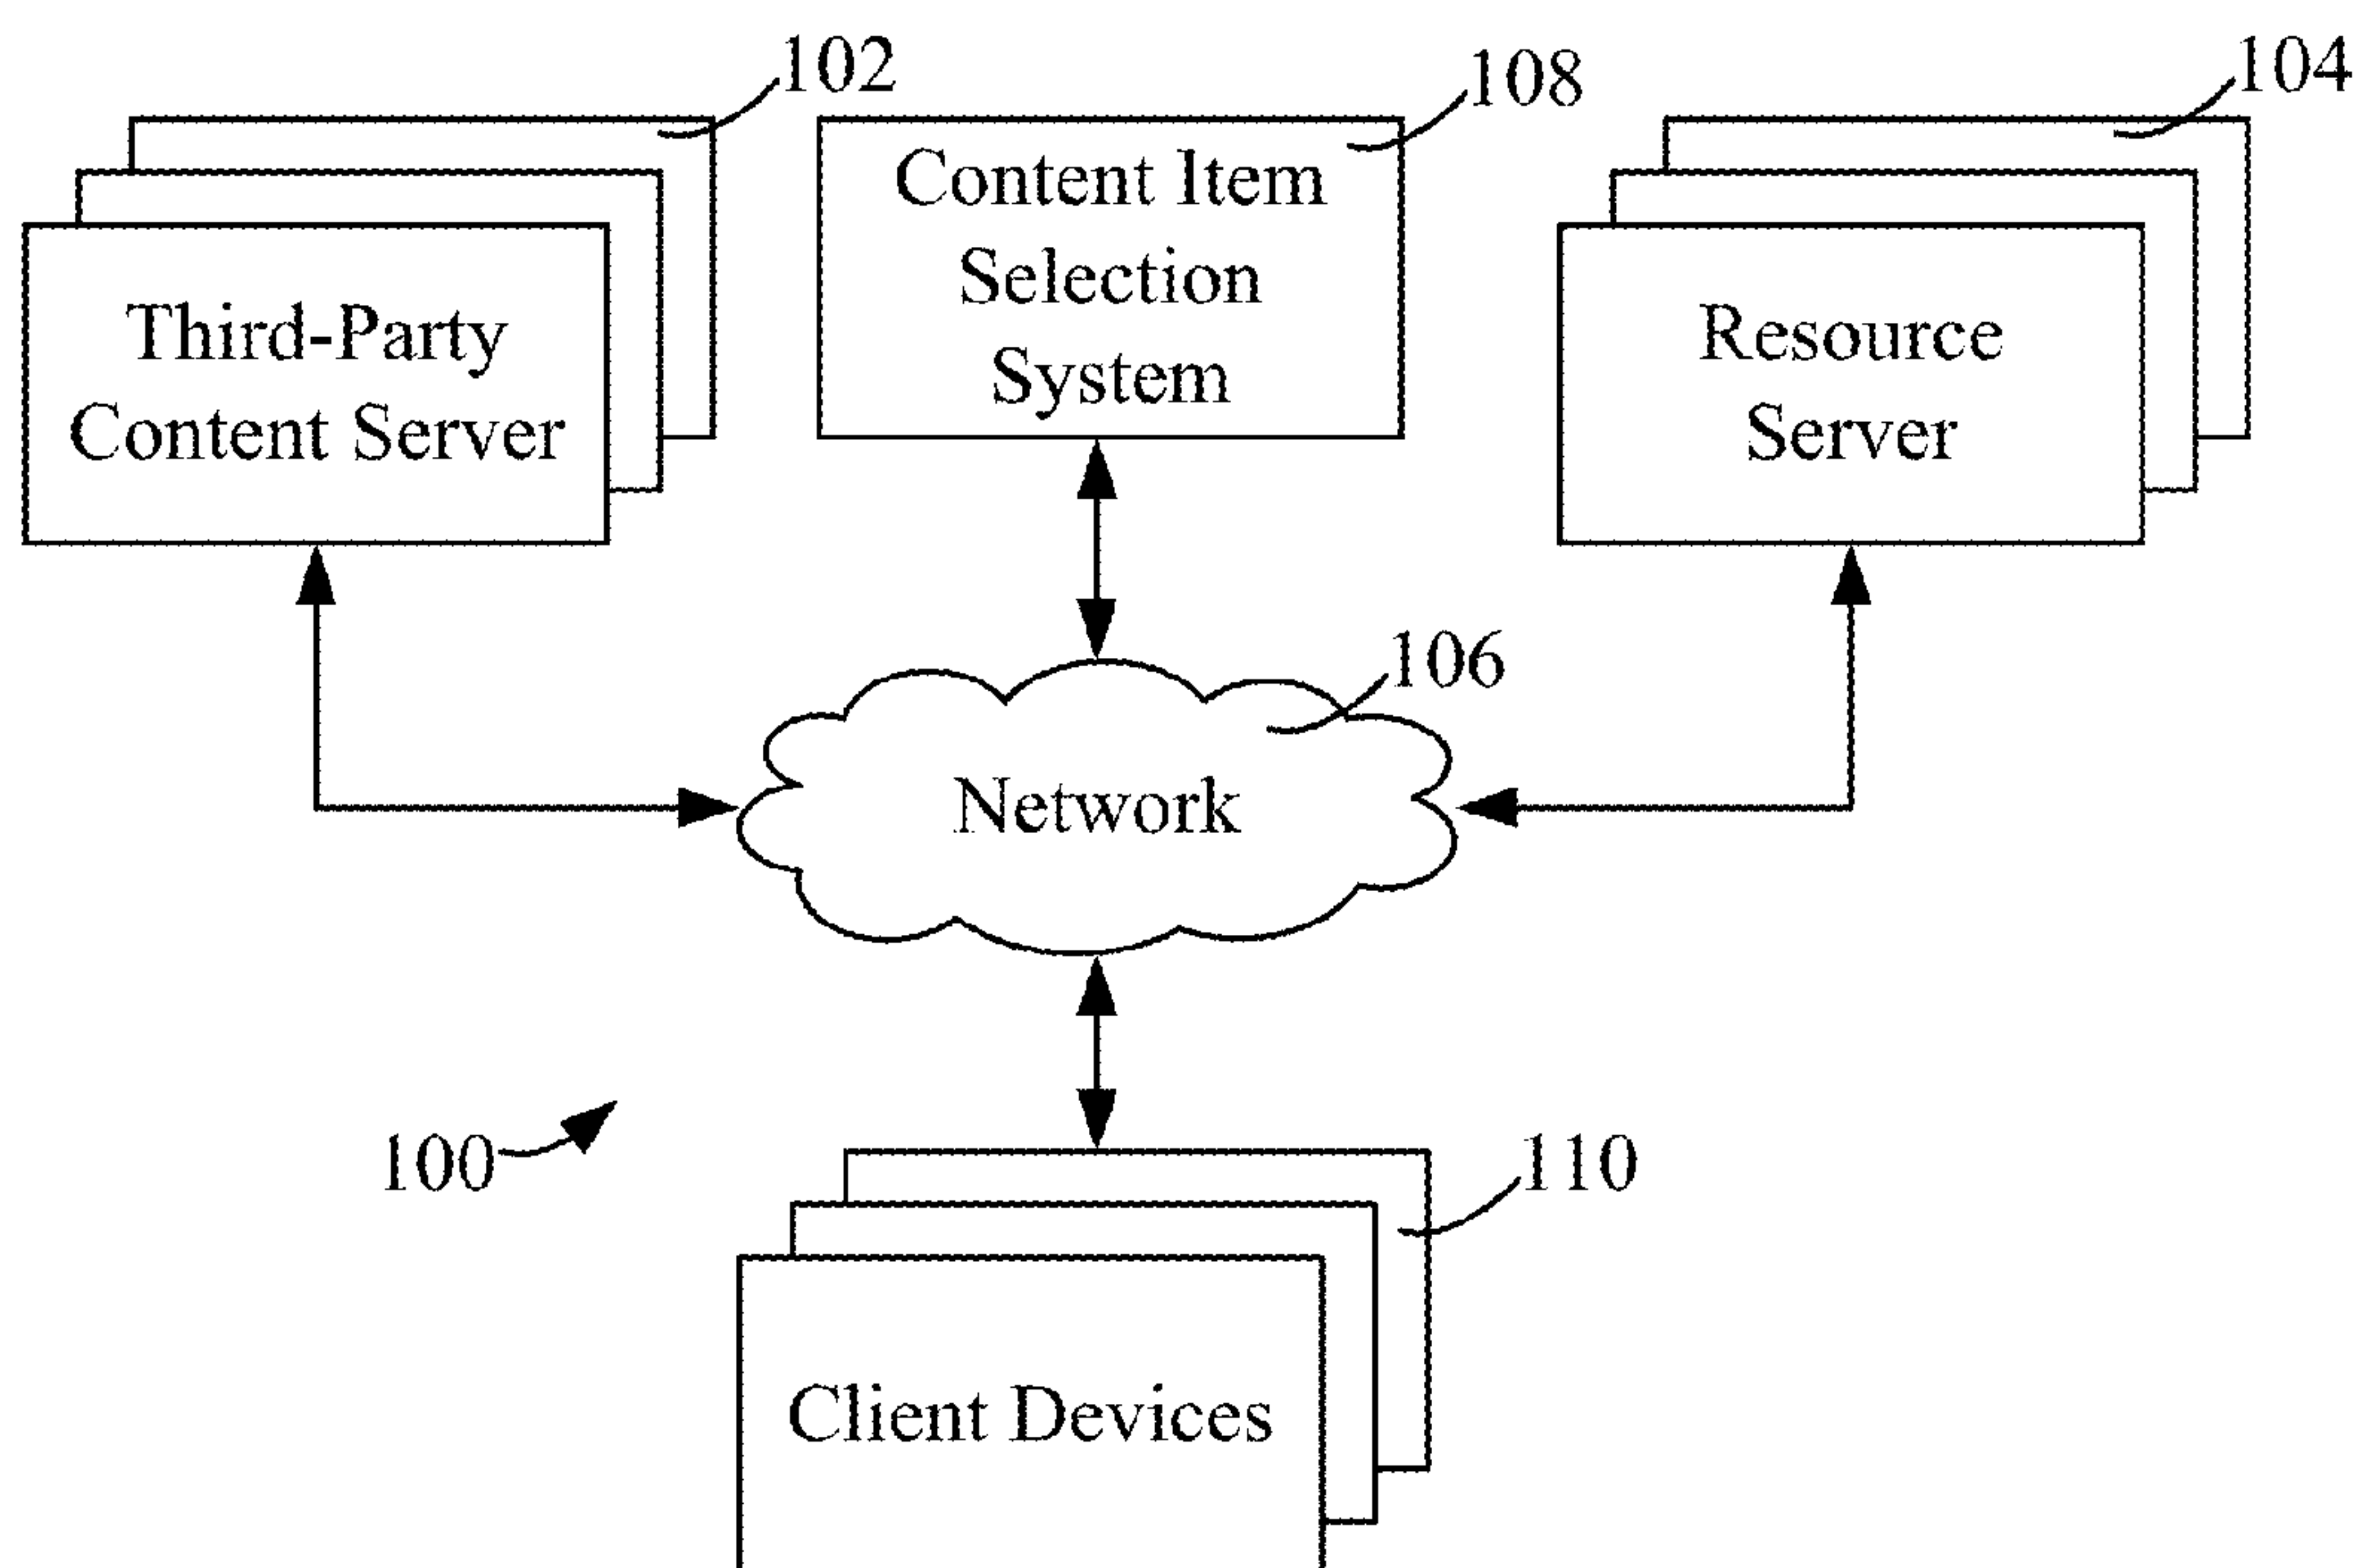 102
108
104
Content Item
Selection
System
Third-Party
Content Server
Resource
Server
106
Network
100
110
Client Devices